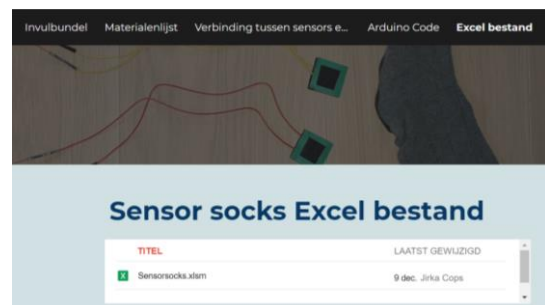 Invulbundel Materialenlijst Verbinding tussen sensors e... Arduino Code Excel bestand
Sensor socks Excel bestand
TITEL LAATST GEWIJZIGD
X Sensorsocks.xlsm 9 dec. Jirka Cops